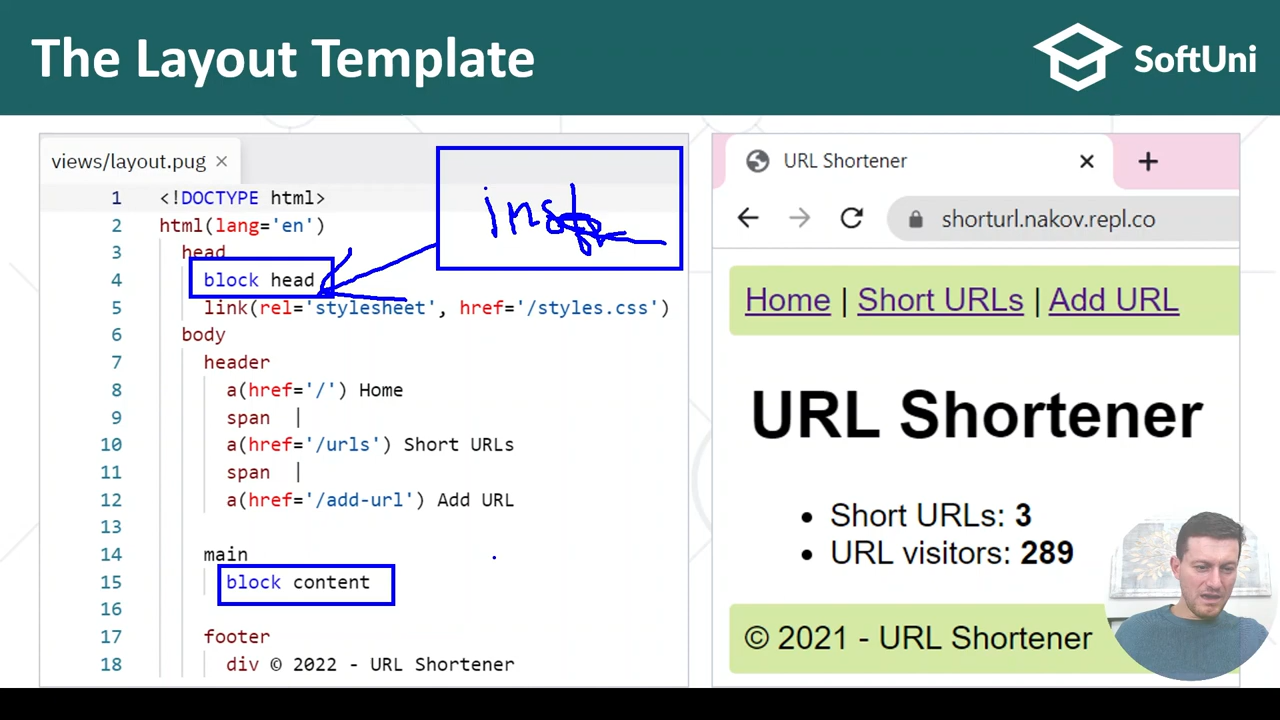 The Layout Template
SoftUni
views/layout.pug ×
1 <!DOCTYPE html>
2 html(lang='en')
3 head
4 block head
5 link(rel='stylesheet', href='/styles.css')
6 body
7 header
8 a(href='/') Home
9 span |
10 a(href='/urls') Short URLs
11 span |
12 a(href='/add-url') Add URL
13
14 main
15 block content
16
17 footer
18 div © 2022 - URL Shortener
URL Shortener
shorturl.nakov.repl.co
Home | Short URLs | Add URL
URL Shortener
• Short URLs: 3
• URL visitors: 289
© 2021 - URL Shortener